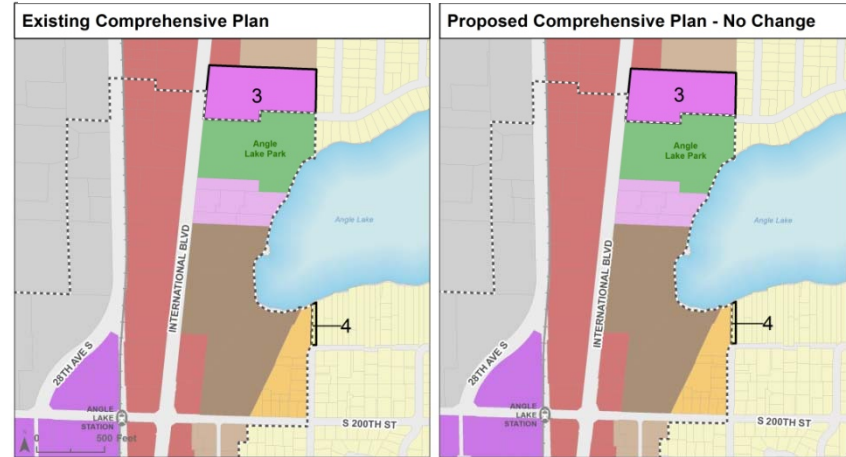 Existing Comprehensive Plan
3
Angle
Lake Park
Angle Lake
INTERNATIONAL BLVD
4
28TH AVE S
ANGLE
LAKE
STATION
S 200TH ST
0 500 Feet
Proposed Comprehensive Plan - No Change
3
Angle
Lake Park
Angle Lake
INTERNATIONAL BLVD
4
28TH AVE S
ANGLE
LAKE
STATION
S 200TH ST